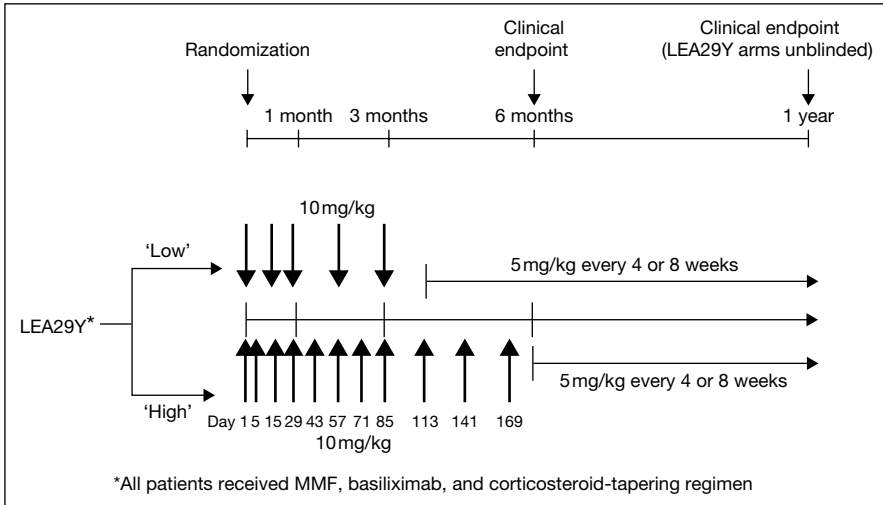 Clinical endpoint
Clinical (LEA29Y arms unblinded)
Randomization endpoint
1 month 3 months 6 months 1 year
10 mg/kg
'Low'
5 mg/kg every 4 or 8 weeks
LEA29Y*
5 mg/kg every 4 or 8 weeks
'High'
Day 1 5 15 29 43 57 71 85 113 141 169
10 mg/kg
*All patients received MMF, basiliximab, and corticosteroid-tapering regimen